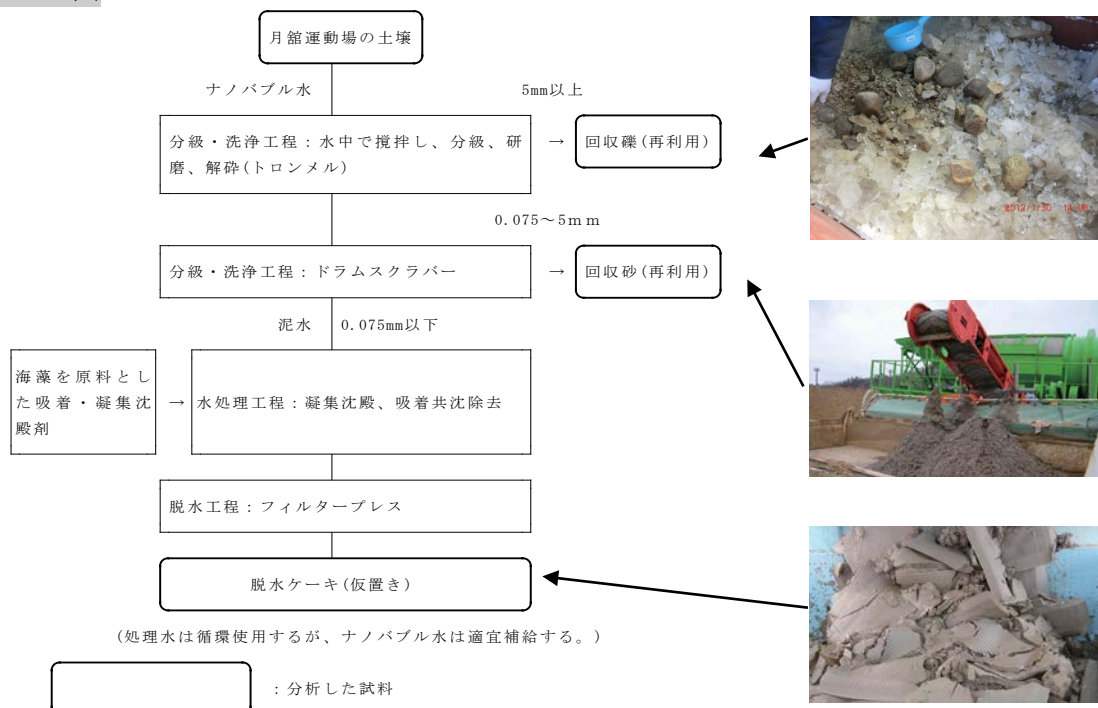 月舘運動場の土壌
ナノバブル水
5mm以上
分級・洗浄工程：水中で撹拌し、分級、研
磨、解砕(トロンメル)
→
回収礫(再利用)
0.075～5ｍｍ
分級・洗浄工程：ドラムスクラバー
→
回収砂(再利用)
泥水
0.075mm以下
海藻を原料とし
た吸着・凝集沈
殿剤
→
水処理工程：凝集沈殿、吸着共沈除去
脱水工程：フィルタープレス
脱水ケーキ(仮置き)
(処理水は循環使用するが、ナノバブル水は適宜補給する。)
：分析した試料